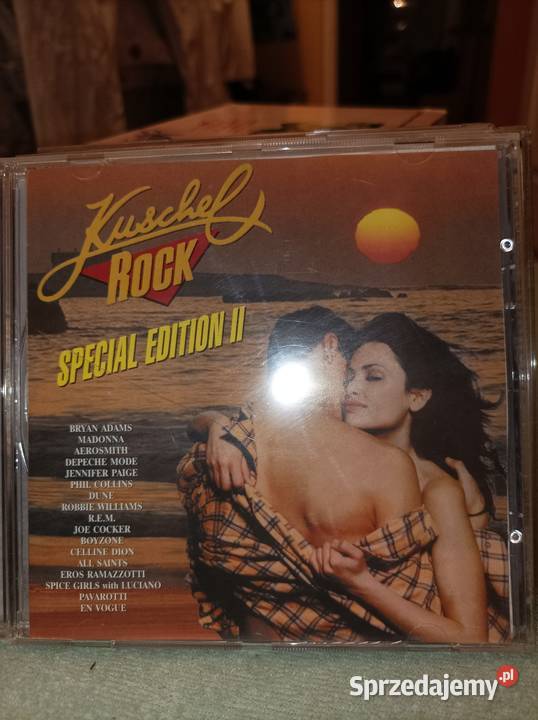 Kuschel
ROCK
SPECIAL EDITION II
BRYAN ADAMS
MADONNA
AEROSMITH
DEPECHE MODE
JENNIFER PAIGE
PHIL COLLINS
DUNE
ROBBIE WILLIAMS
R.E.M.
JOE COCKER
BOYZONE
CELLINE DION
ALL SAINTS
EROS RAMAZZOTTI
SPICE GIRLS with LUCIANO
PAVAROTTI
EN VOGUE
Sprzedajemy.pl